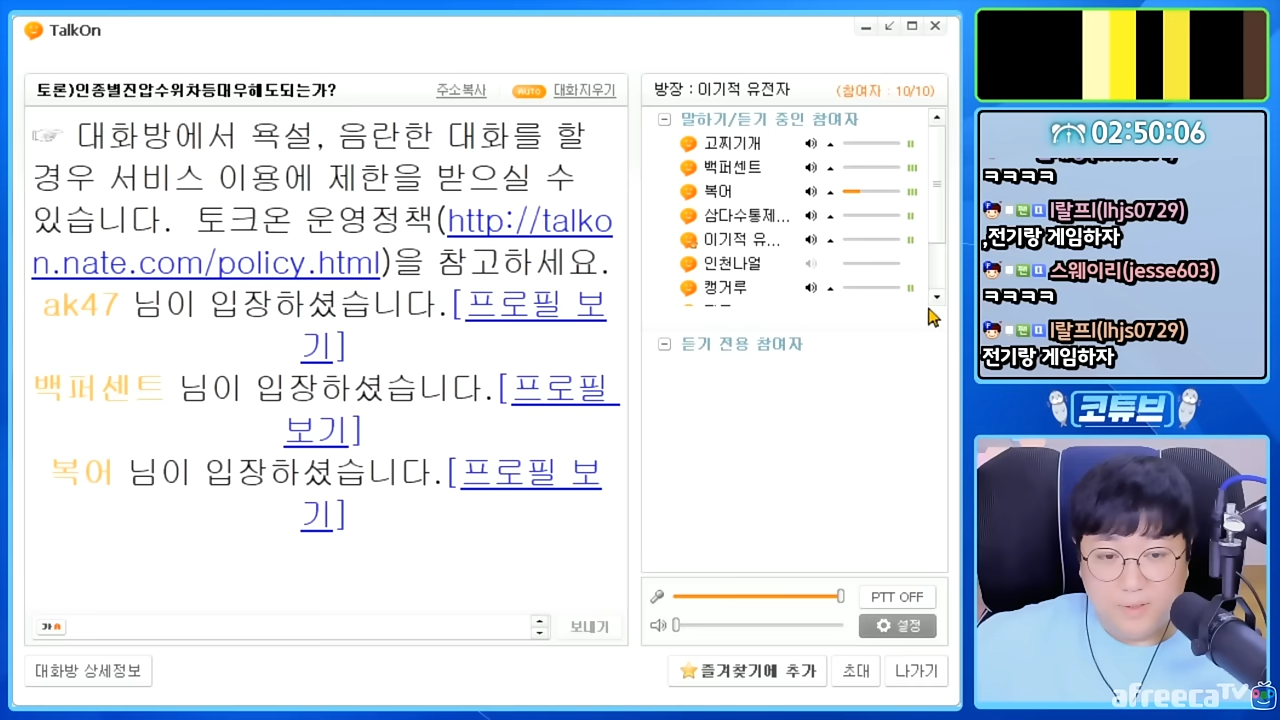 TalkOn
토론)인종별진압수위차등대우해도되는가?
주소복사
AUTO
대화지우기
☞ 대화방에서 욕설, 음란한 대화를 할
경우 서비스 이용에 제한을 받으실 수
있습니다. 토크온 운영정책(http://talko
n.nate.com/policy.html)을 참고하세요.
ak47 님이 입장하셨습니다.[프로필 보
기]
백퍼센트 님이 입장하셨습니다.[프로필
보기]
복어 님이 입장하셨습니다.[프로필 보
기]
가
보내기
대화방 상세정보
방장 : 이기적 유전자
(참여자 : 10/10)
말하기/듣기 중인 참여자
고찌기개
백퍼센트
복어
삼다수통제...
이기적 유...
인천나얼
캥거루
듣기 전용 참여자
PTT OFF
설정
즐겨찾기에 추가
초대
나가기
02:50:06
ㅋㅋㅋㅋ
팬 l랄프l(lhjs0729)
,전기랑 게임하자
팬 스웨이리(jesse603)
ㅋㅋㅋㅋ
팬 l랄프l(lhjs0729)
전기랑 게임하자
코튜브
afreecaTV